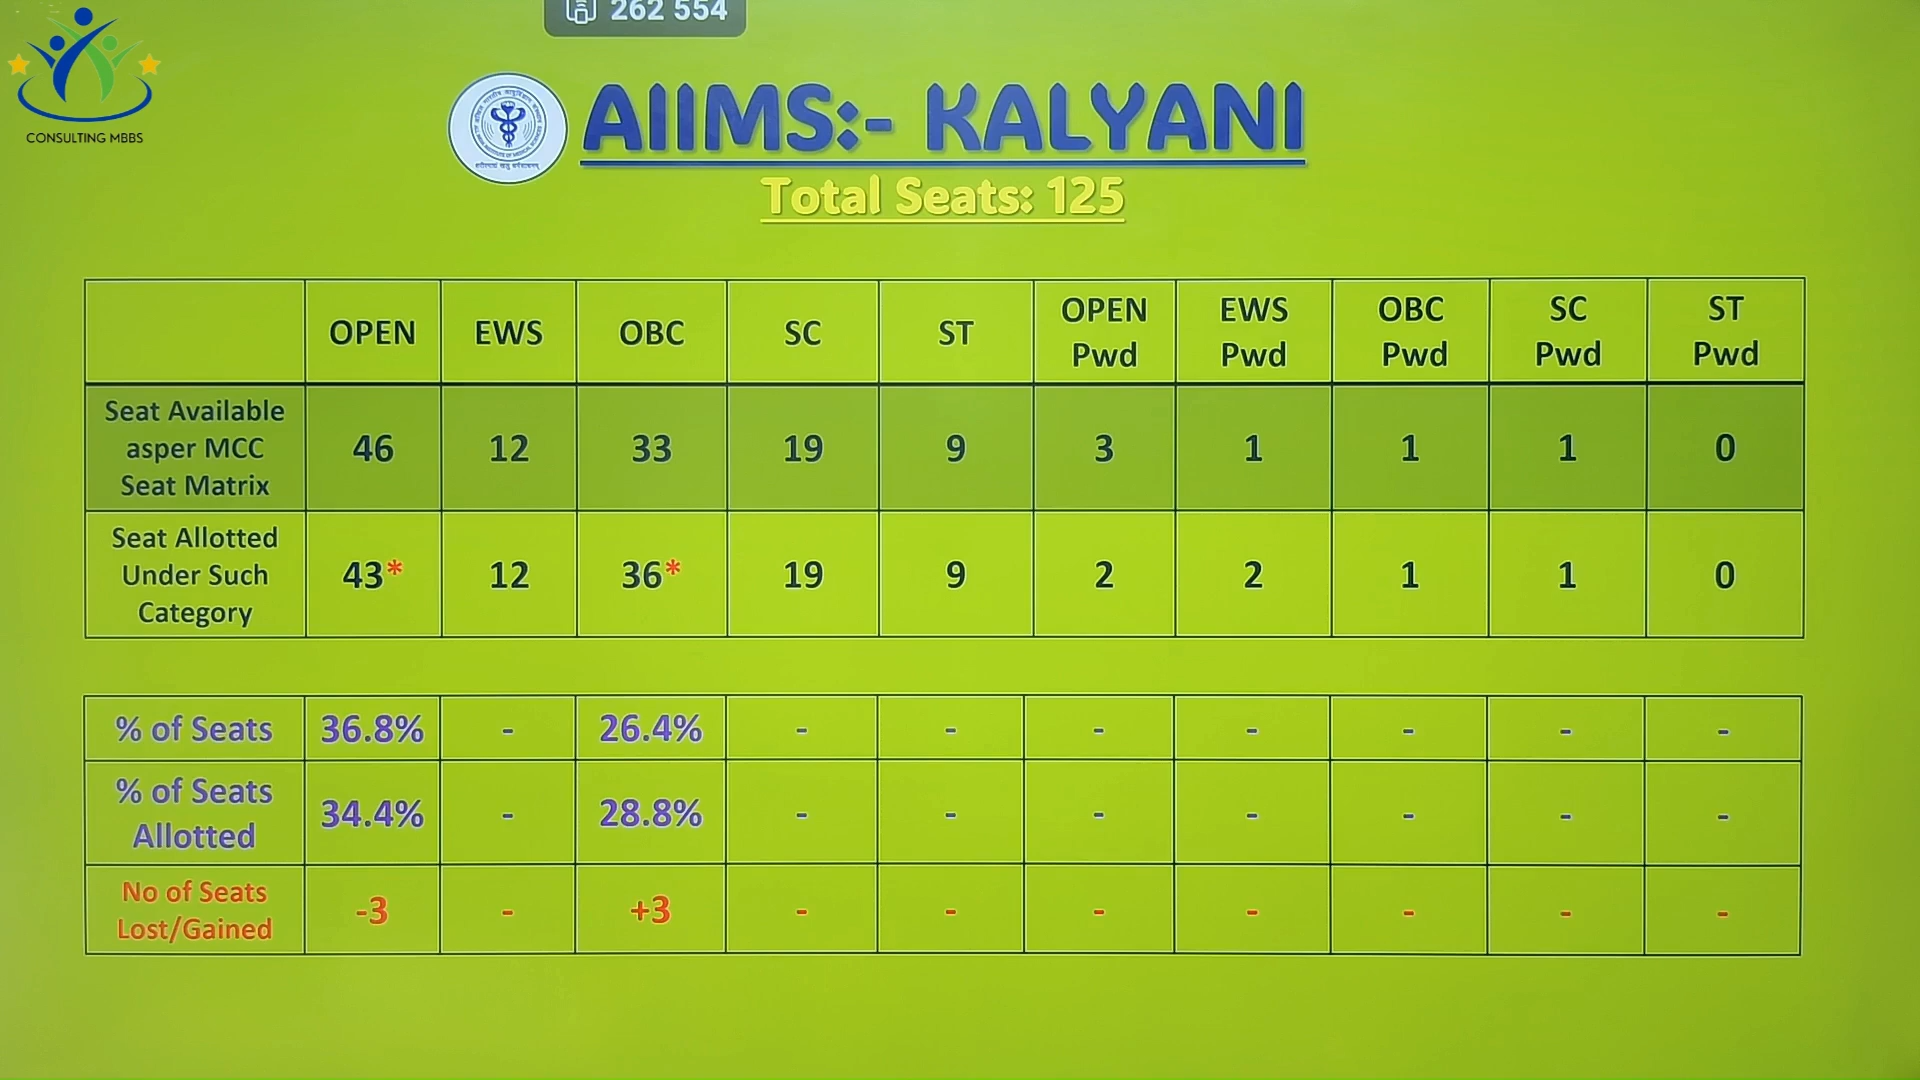 262 554
CONSULTING MBBS
AIIMS:- KALYANI
Total Seats: 125
OPEN EWS OBC SC ST OPEN Pwd EWS Pwd OBC Pwd SC Pwd ST Pwd
Seat Available asper MCC Seat Matrix 46 12 33 19 9 3 1 1 1 0
Seat Allotted Under Such Category 43* 12 36* 19 9 2 2 1 1 0
% of Seats 36.8% - 26.4% - - - - - - -
% of Seats Allotted 34.4% - 28.8% - - - - - - -
No of Seats Lost/Gained -3 - +3 - - - - - - -